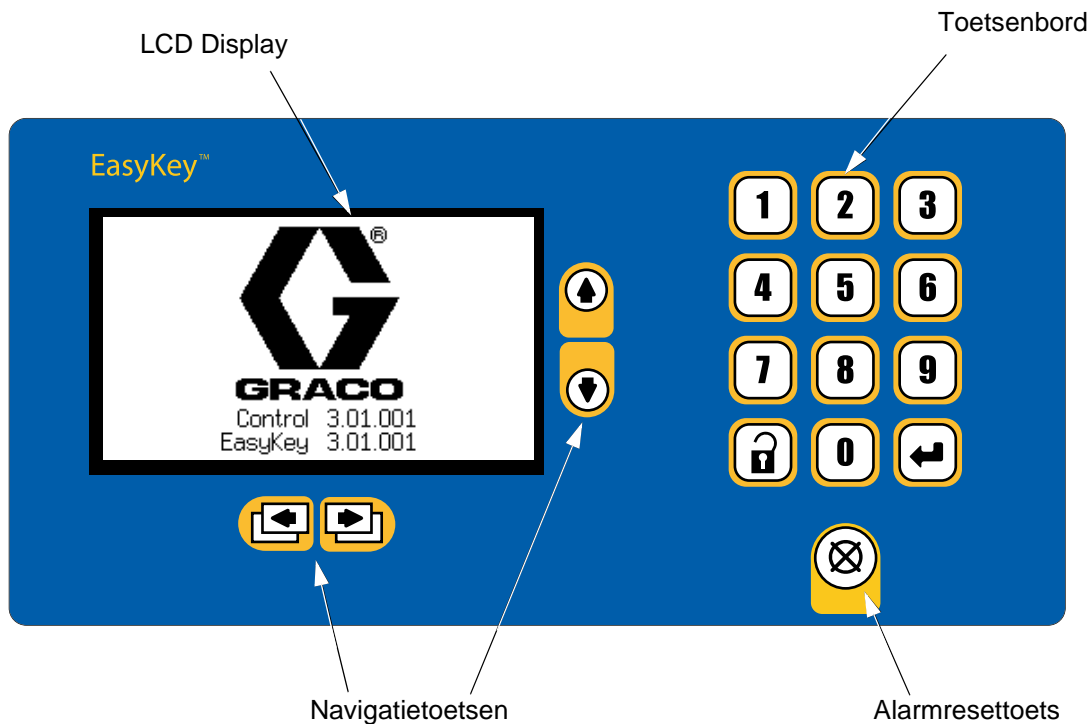 Toetsenbord
LCD Display
EasyKey™
®
GRACO
Control 3.01.001
EasyKey 3.01.001
1 2 3
4 5 6
7 8 9
0
Navigatietoetsen
Alarmresettoets